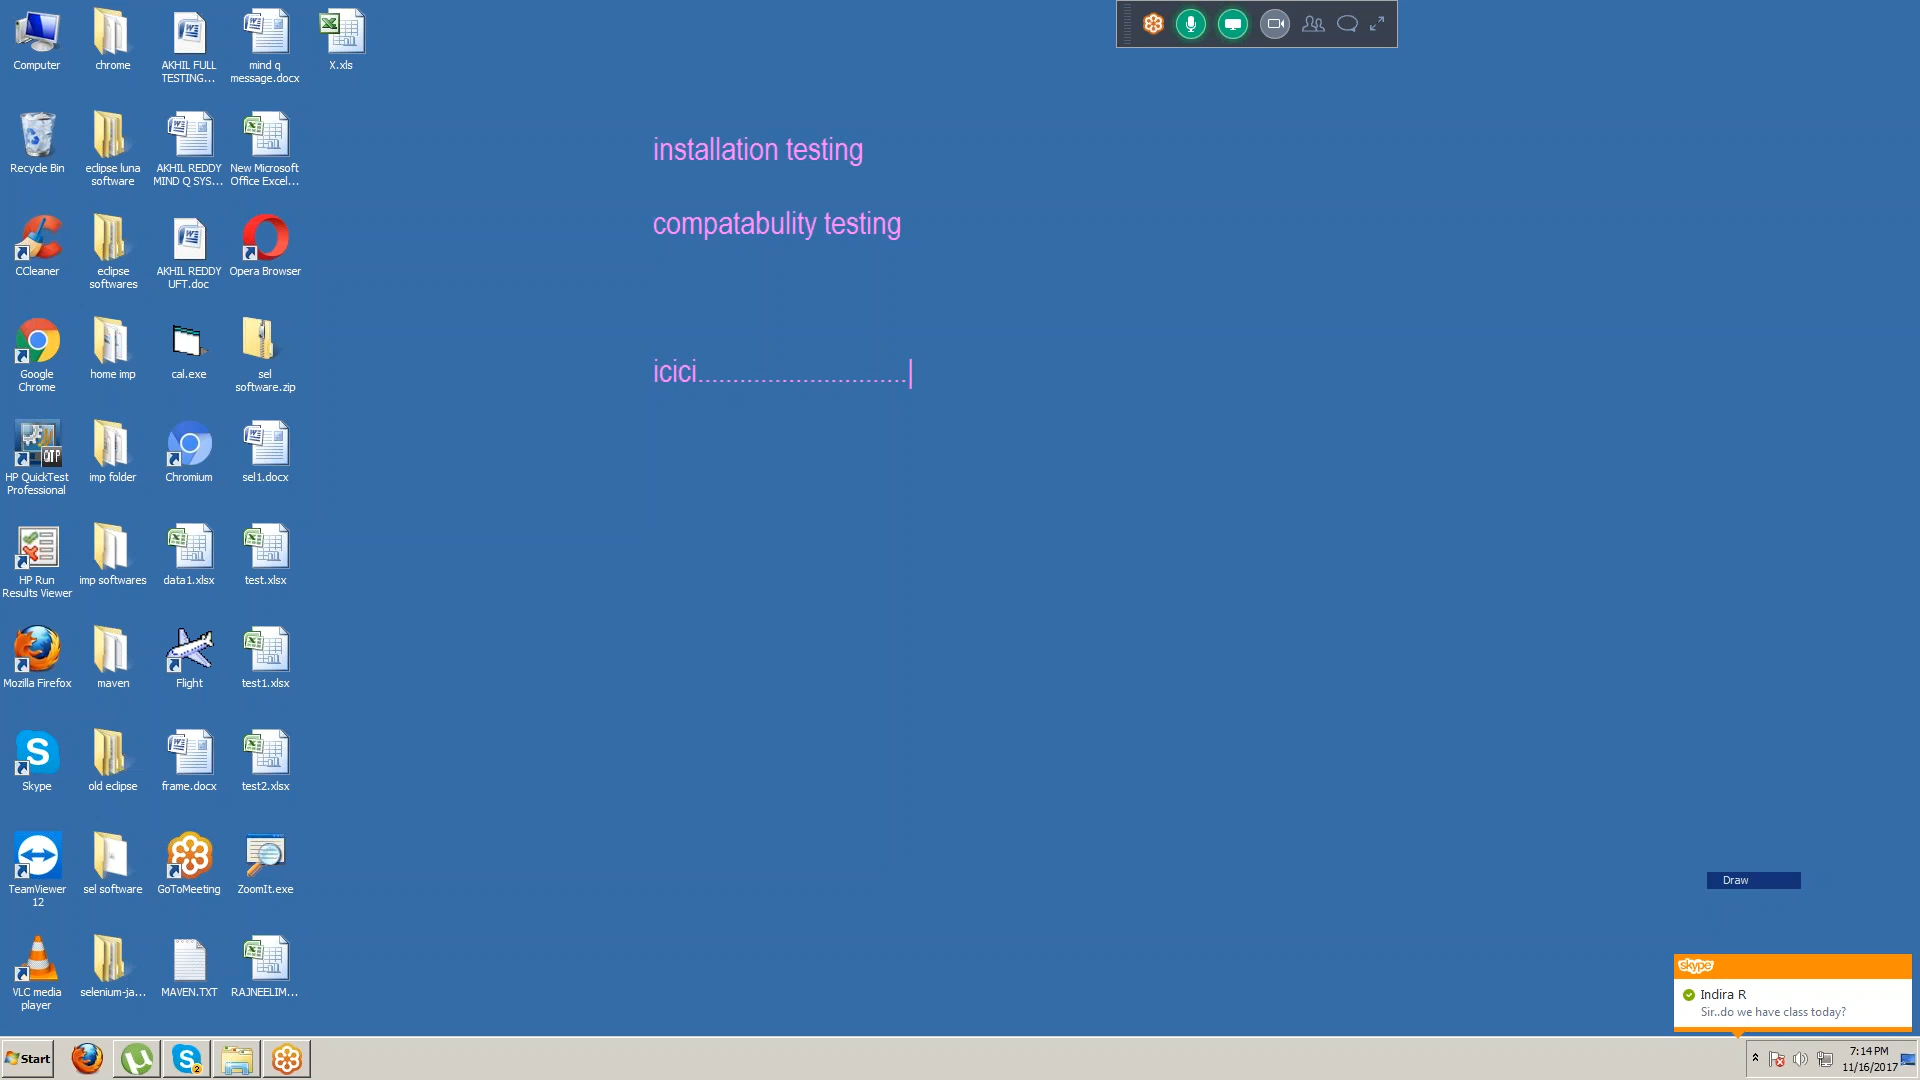 Computer
chrome
AKHIL FULL
TESTING...
mind q
message.docx
X.xls
Recycle Bin
eclipse luna
software
AKHIL REDDY
MIND Q SYS...
New Microsoft
Office Excel...
CCleaner
eclipse
softwares
AKHIL REDDY
UFT.doc
Opera Browser
Google
Chrome
home imp
cal.exe
sel
software.zip
QTP
HP QuickTest
Professional
imp folder
Chromium
sel1.docx
HP Run
Results Viewer
imp softwares
data1.xlsx
test.xlsx
Mozilla Firefox
maven
Flight
test1.xlsx
Skype
old eclipse
frame.docx
test2.xlsx
TeamViewer
12
sel software
GoToMeeting
ZoomIt.exe
VLC media
player
selenium-ja...
MAVEN.TXT
RAJNEELIM...
installation testing
compatabulity testing
icici..............................
Draw
skype
Indira R
Sir..do we have class today?
Start
2
7:14 PM
11/16/2017